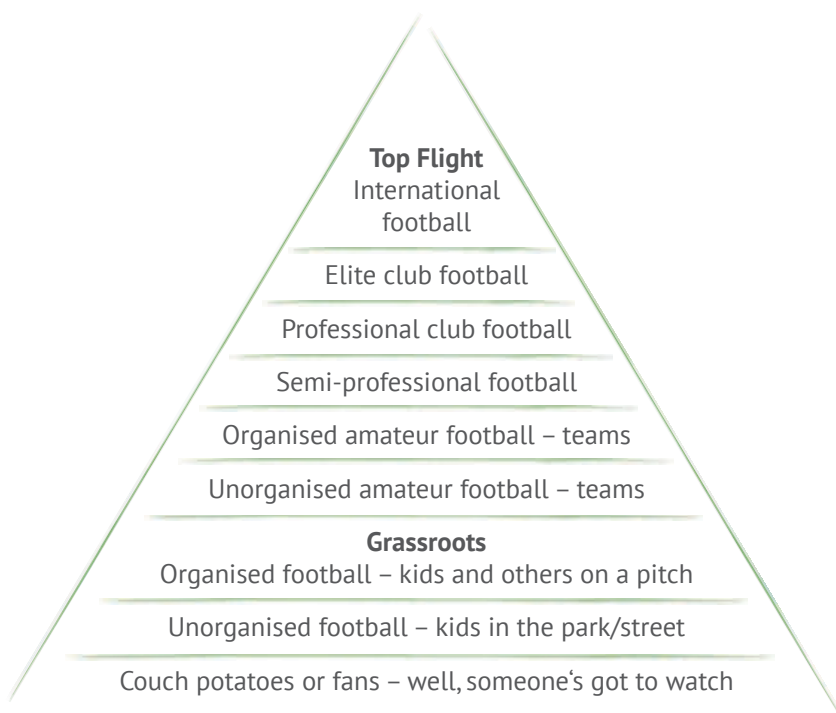 Top Flight
International
football
Elite club football
Professional club football
Semi-professional football
Organised amateur football – teams
Unorganised amateur football – teams
Grassroots
Organised football – kids and others on a pitch
Unorganised football – kids in the park/street
Couch potatoes or fans – well, someone‘s got to watch